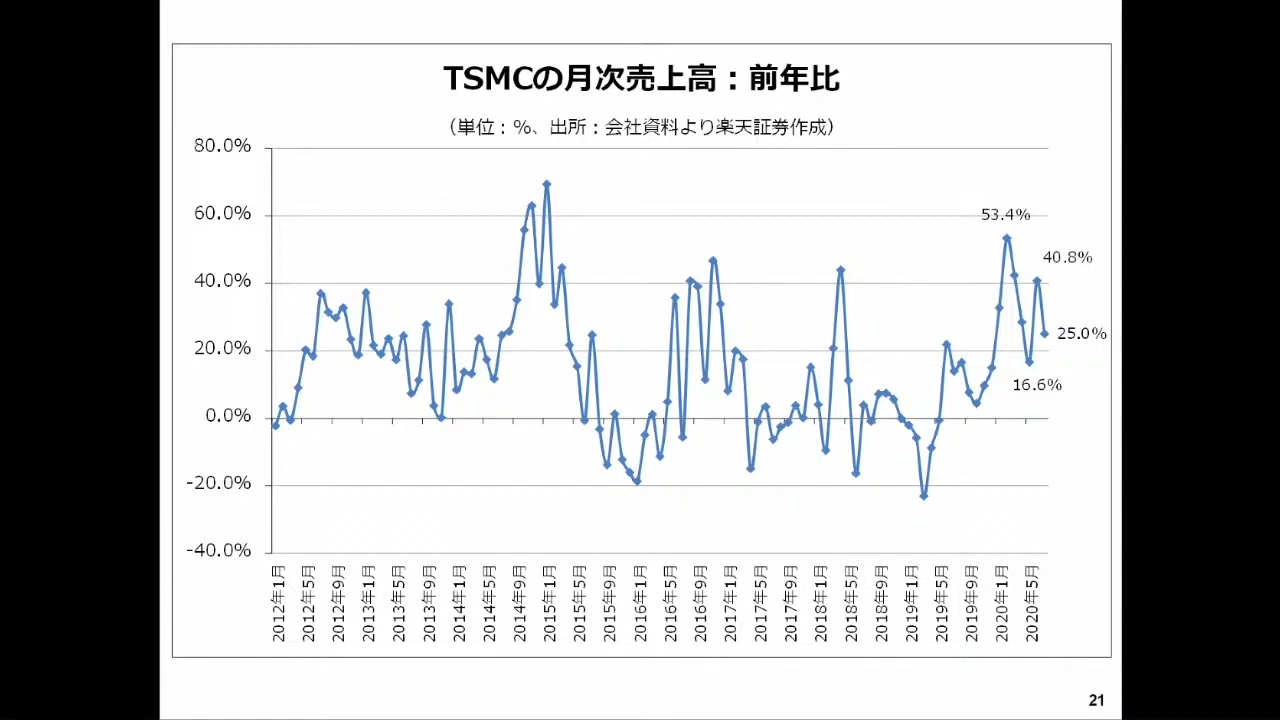 TSMCの月次売上高：前年比
（単位：％、出所：会社資料より楽天証券作成）
80.0%
60.0%
40.0%
20.0%
0.0%
-20.0%
-40.0%
53.4%
40.8%
25.0%
16.6%
2012年1月
2012年5月
2012年9月
2013年1月
2013年5月
2013年9月
2014年1月
2014年5月
2014年9月
2015年1月
2015年5月
2015年9月
2016年1月
2016年5月
2016年9月
2017年1月
2017年5月
2017年9月
2018年1月
2018年5月
2018年9月
2019年1月
2019年5月
2019年9月
2020年1月
2020年5月
21